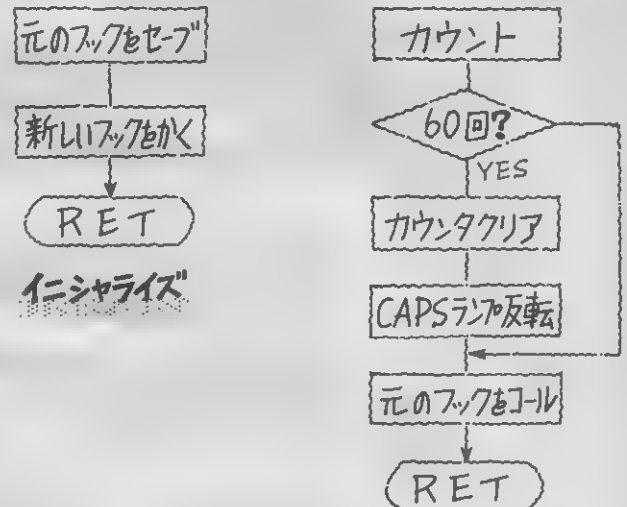 元のフックをセーブ
新しいフックをかく
RET
イニシャライズ
カウント
60回?
YES
カウンタクリア
CAPSランプ反転
元のフックをコール
RET